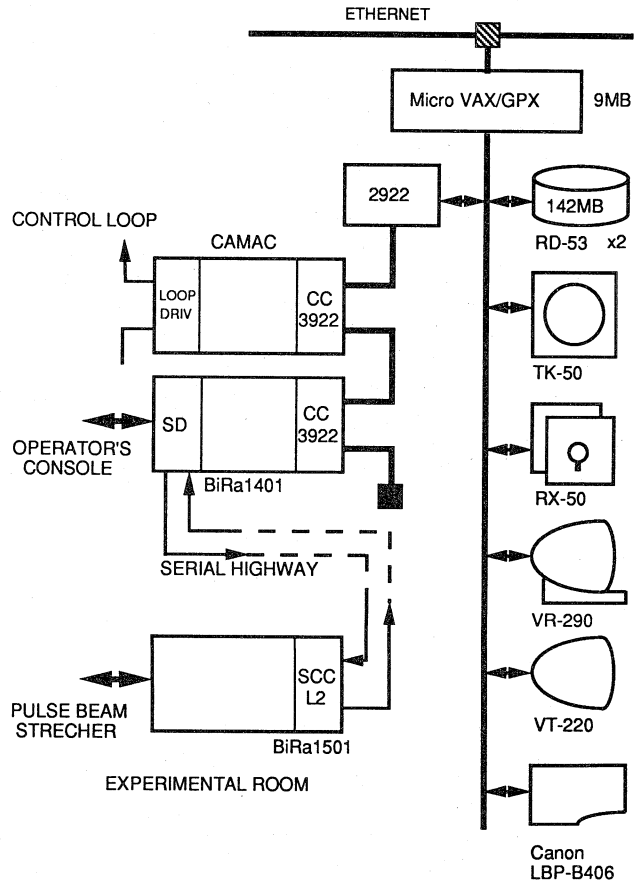 ETHERNET
Micro VAX/GPX
9MB
2922
142MB
RD-53 x2
CONTROL LOOP
CAMAC
LOOP
DRIV
CC
3922
TK-50
SD
CC
3922
OPERATOR'S
CONSOLE
BiRa1401
RX-50
SERIAL HIGHWAY
VR-290
SCC
L2
PULSE BEAM
STRECHER
BiRa1501
VT-220
EXPERIMENTAL ROOM
Canon
LBP-B406